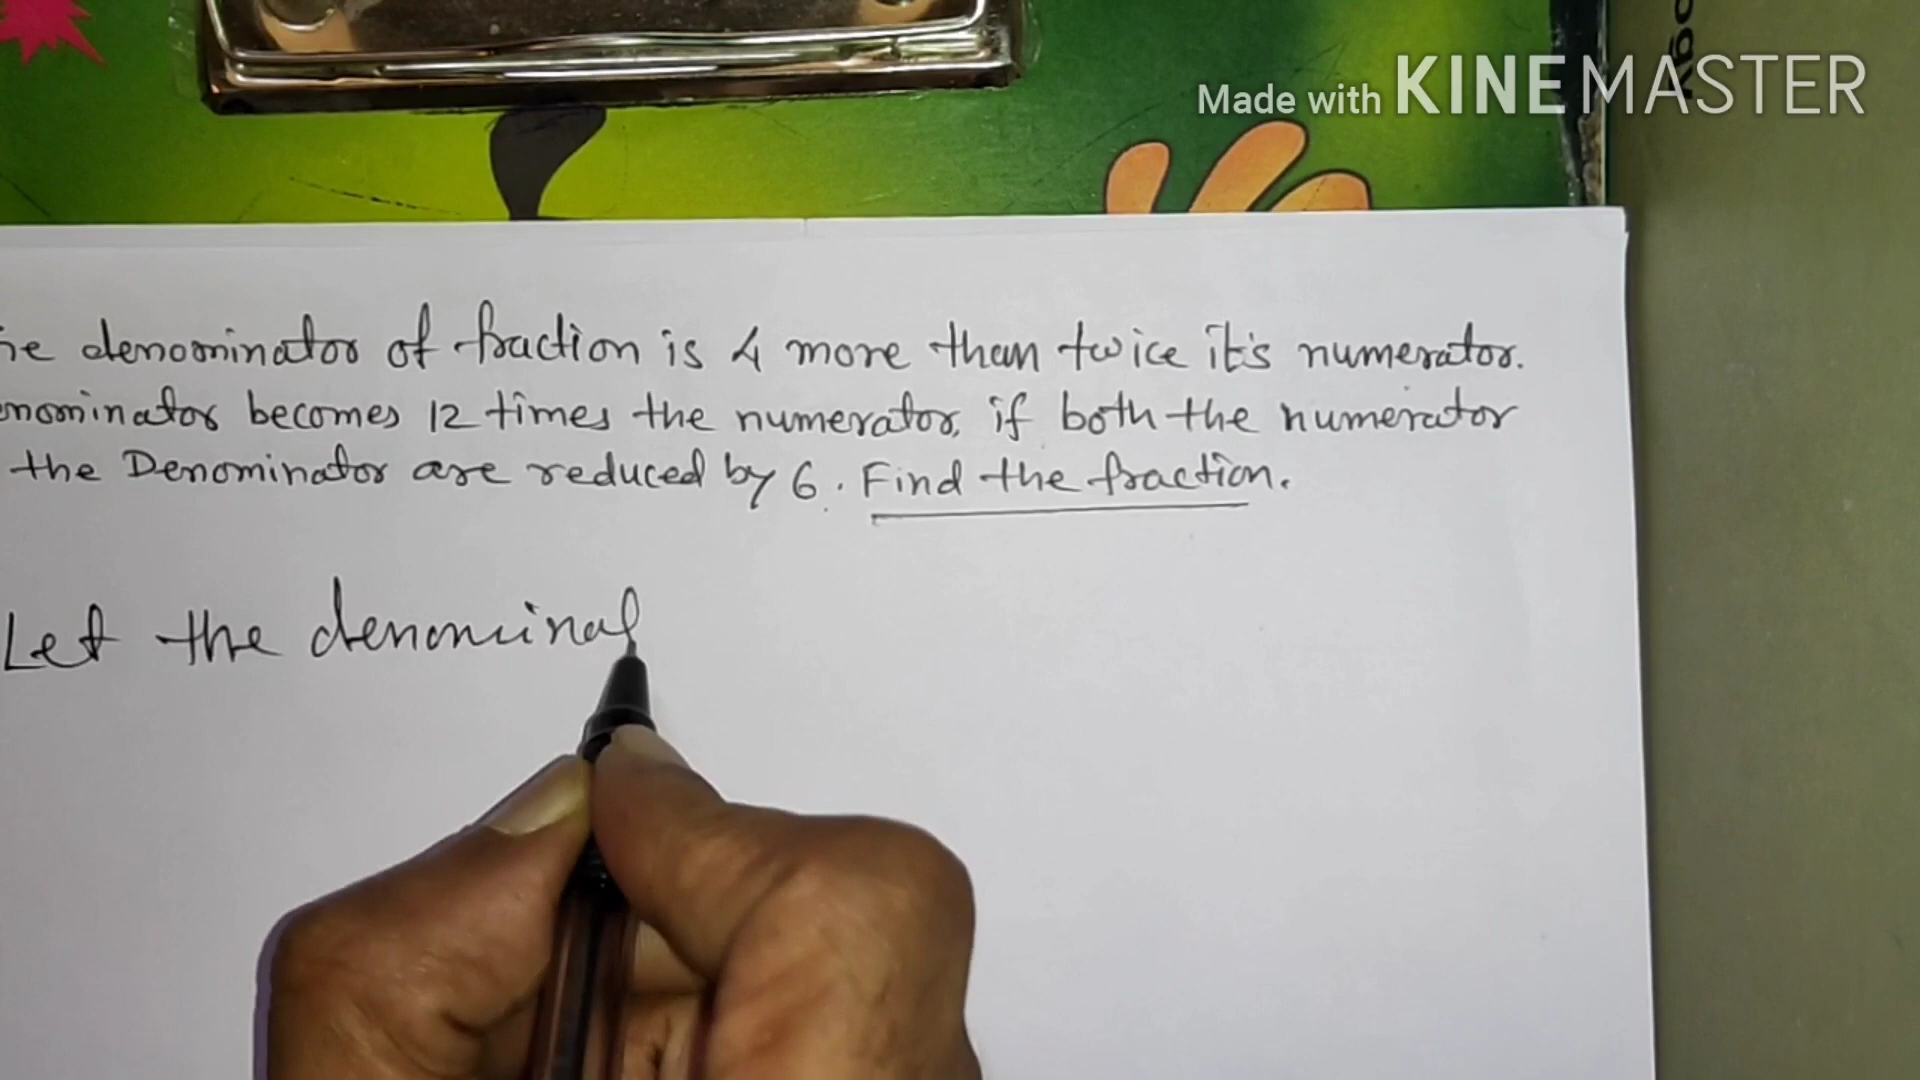 Made with KINEMASTER
denominator of fraction is 4 more than twice it's numerator.
becomes 12 times the numerator, if both the numerator
the Denominator are reduced by 6. Find the fraction.
Let the denominat